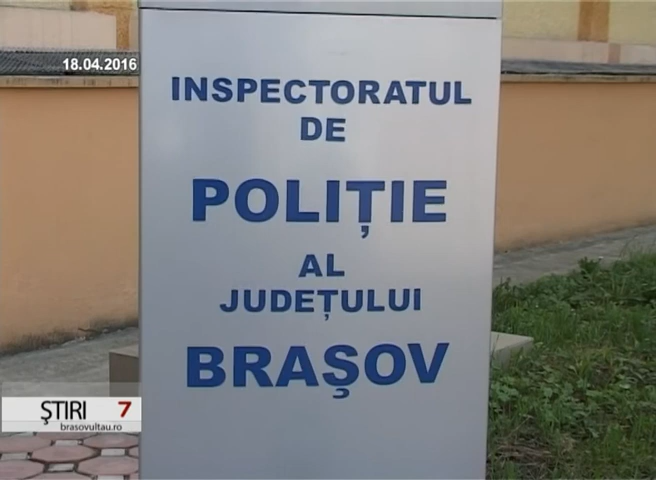 18.04.2016
INSPECTORATUL
DE
POLIȚIE
AL
JUDEȚULUI
BRAȘOV
ȘTIRI 7
brasovultau.ro